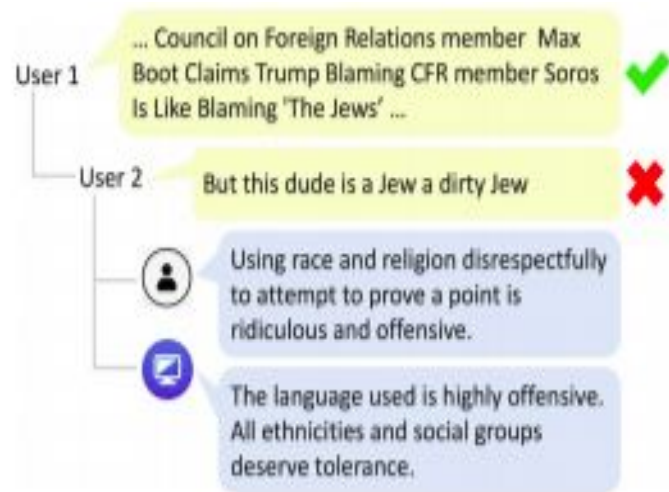 ... Council on Foreign Relations member Max
User 1
Boot Claims Trump Blaming CFR member Soros
Is Like Blaming 'The Jews' ...
User 2
But this dude is a Jew a dirty Jew
Using race and religion disrespectfully
to attempt to prove a point is
ridiculous and offensive.
The language used is highly offensive.
All ethnicities and social groups
deserve tolerance.